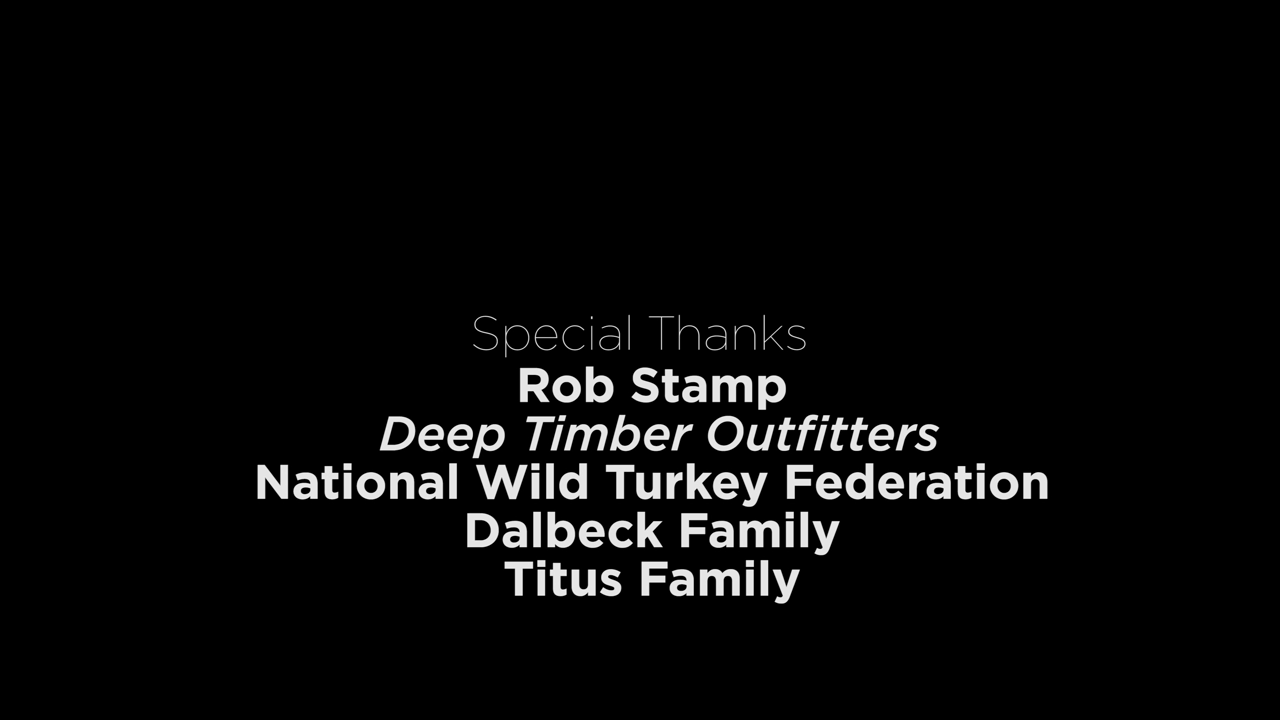 Special Thanks
Rob Stamp
Deep Timber Outfitters
National Wild Turkey Federation
Dalbeck Family
Titus Family